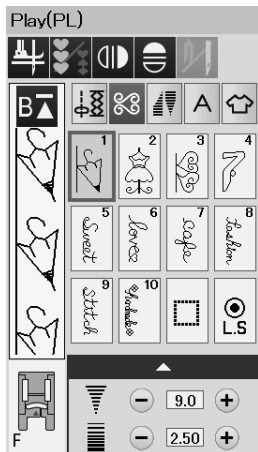 Play(PL)
B A
1 2 3 4
5 6 7 8
Sweet Love Cafe Fashion
9 10
Stitch Handmade
L.S
9.0
F 2.50